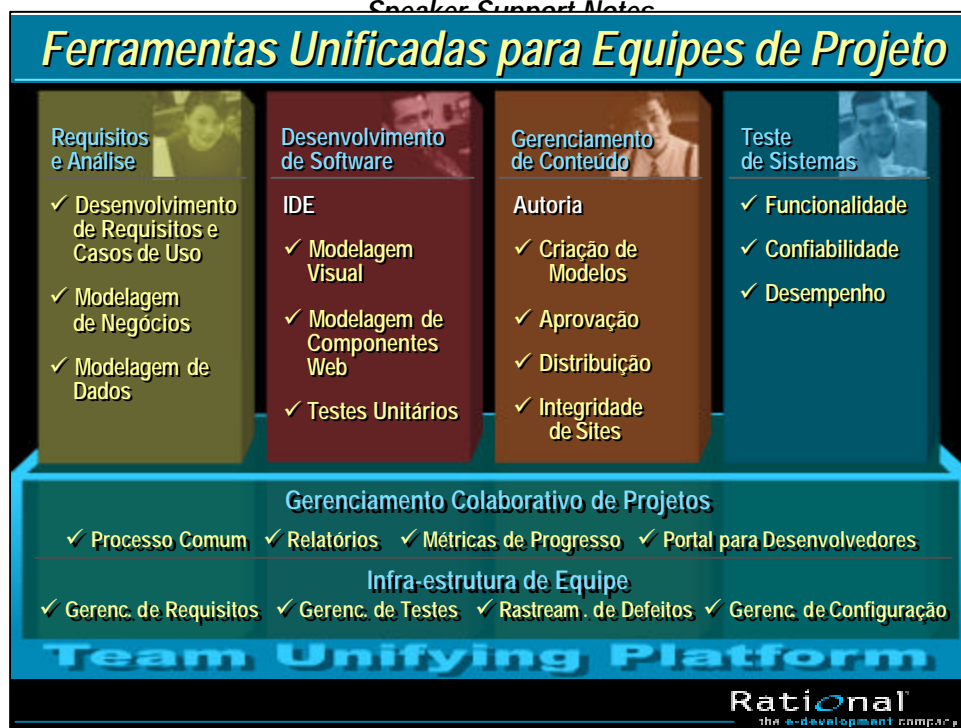 Speaker Support Notes
Ferramentas Unificadas para Equipes de Projeto
Requisitos
e Análise
✓ Desenvolvimento
de Requisitos e
Casos de Uso
✓ Modelagem
de Negócios
✓ Modelagem de
Dados
Desenvolvimento
de Software
IDE
✓ Modelagem
Visual
✓ Modelagem de
Componentes
Web
✓ Testes Unitários
Gerenciamento
de Conteúdo
Autoria
✓ Criação de
Modelos
✓ Aprovação
✓ Distribuição
✓ Integridade
de Sites
Teste
de Sistemas
✓ Funcionalidade
✓ Confiabilidade
✓ Desempenho
Gerenciamento Colaborativo de Projetos
✓ Processo Comum ✓ Relatórios ✓ Métricas de Progresso ✓ Portal para Desenvolvedores
Infra-estrutura de Equipe
✓ Gerenc. de Requisitos ✓ Gerenc. de Testes ✓ Rastream. de Defeitos ✓ Gerenc. de Configuração
Team Unifying Platform
Rational
the e-development company